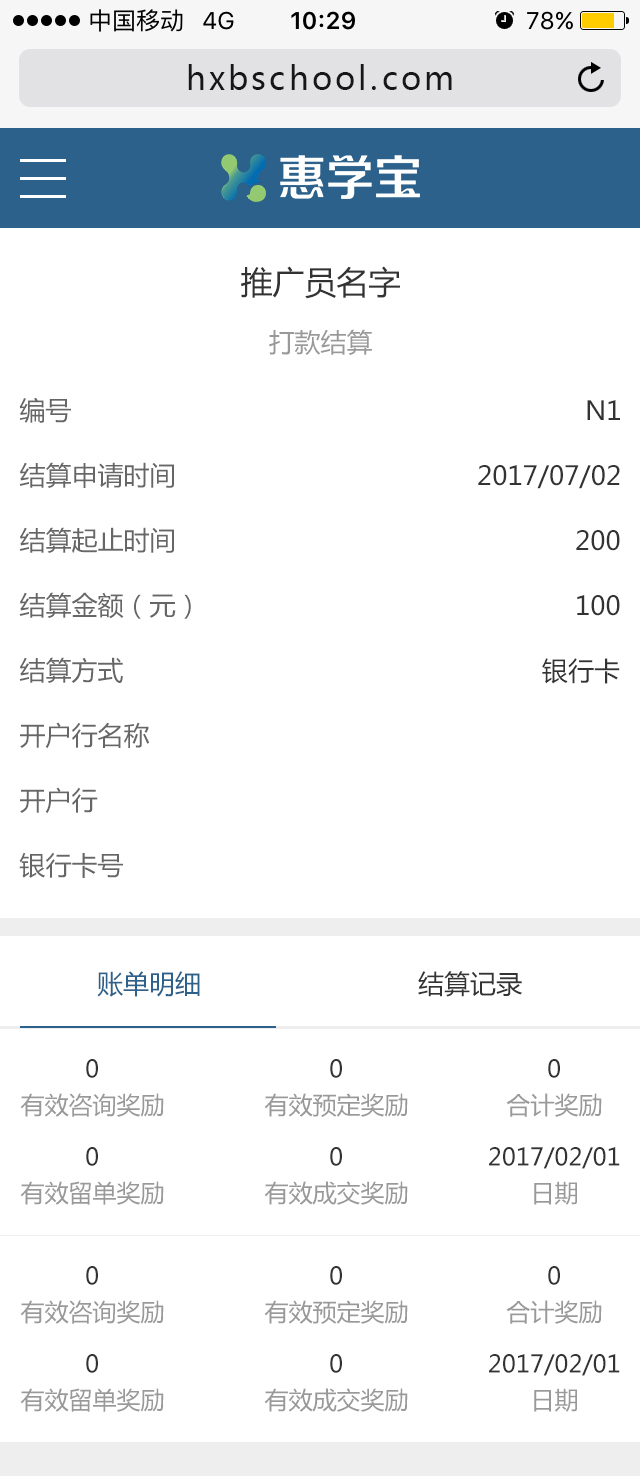 中国移动 4G 10:29 78%
hxbschool.com
惠学宝
推广员名字
打款结算
编号 N1
结算申请时间 2017/07/02
结算起止时间 200
结算金额（元） 100
结算方式 银行卡
开户行名称
开户行
银行卡号
账单明细 结算记录
0 0 0
有效咨询奖励 有效预定奖励 合计奖励
0 0 2017/02/01
有效留单奖励 有效成交奖励 日期
0 0 0
有效咨询奖励 有效预定奖励 合计奖励
0 0 2017/02/01
有效留单奖励 有效成交奖励 日期